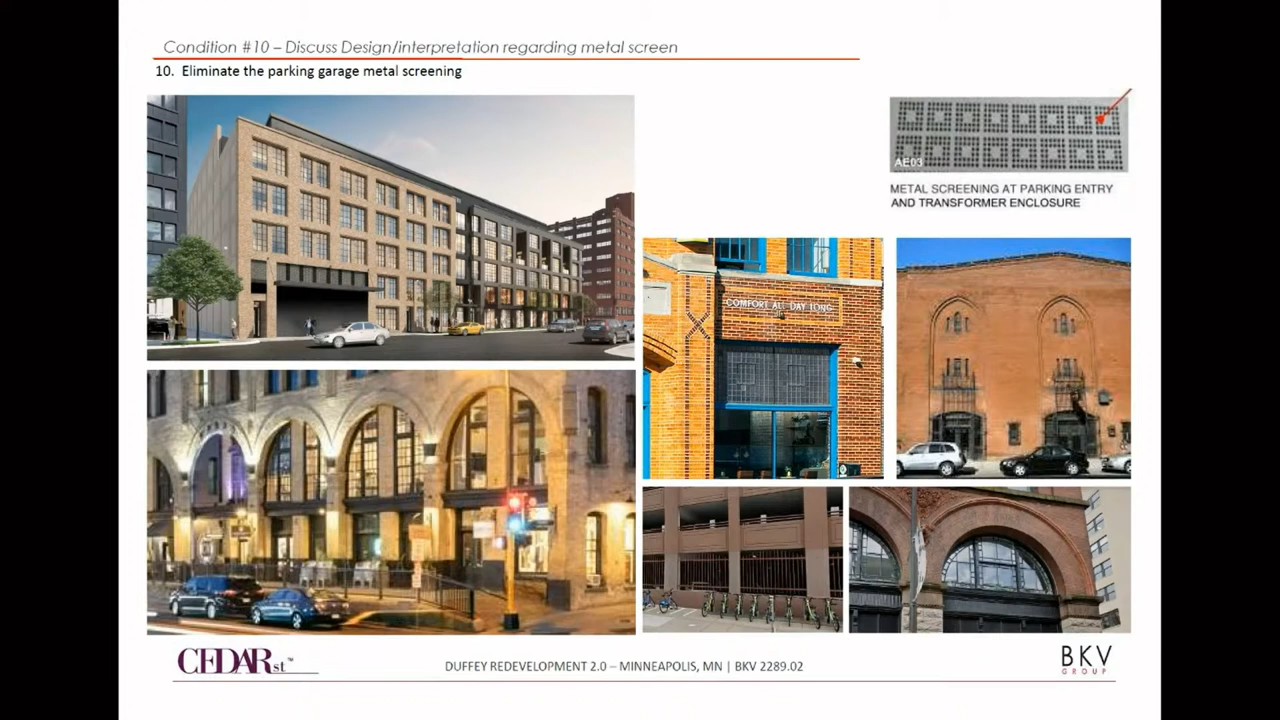 Condition #10 – Discuss Design/interpretation regarding metal screen
10. Eliminate the parking garage metal screening
AE03
METAL SCREENING AT PARKING ENTRY
AND TRANSFORMER ENCLOSURE
COMFORT ALL DAY LONG
CEDARst™
DUFFEY REDEVELOPMENT 2.0 – MINNEAPOLIS, MN | BKV 2289.02
BKV
GROUP